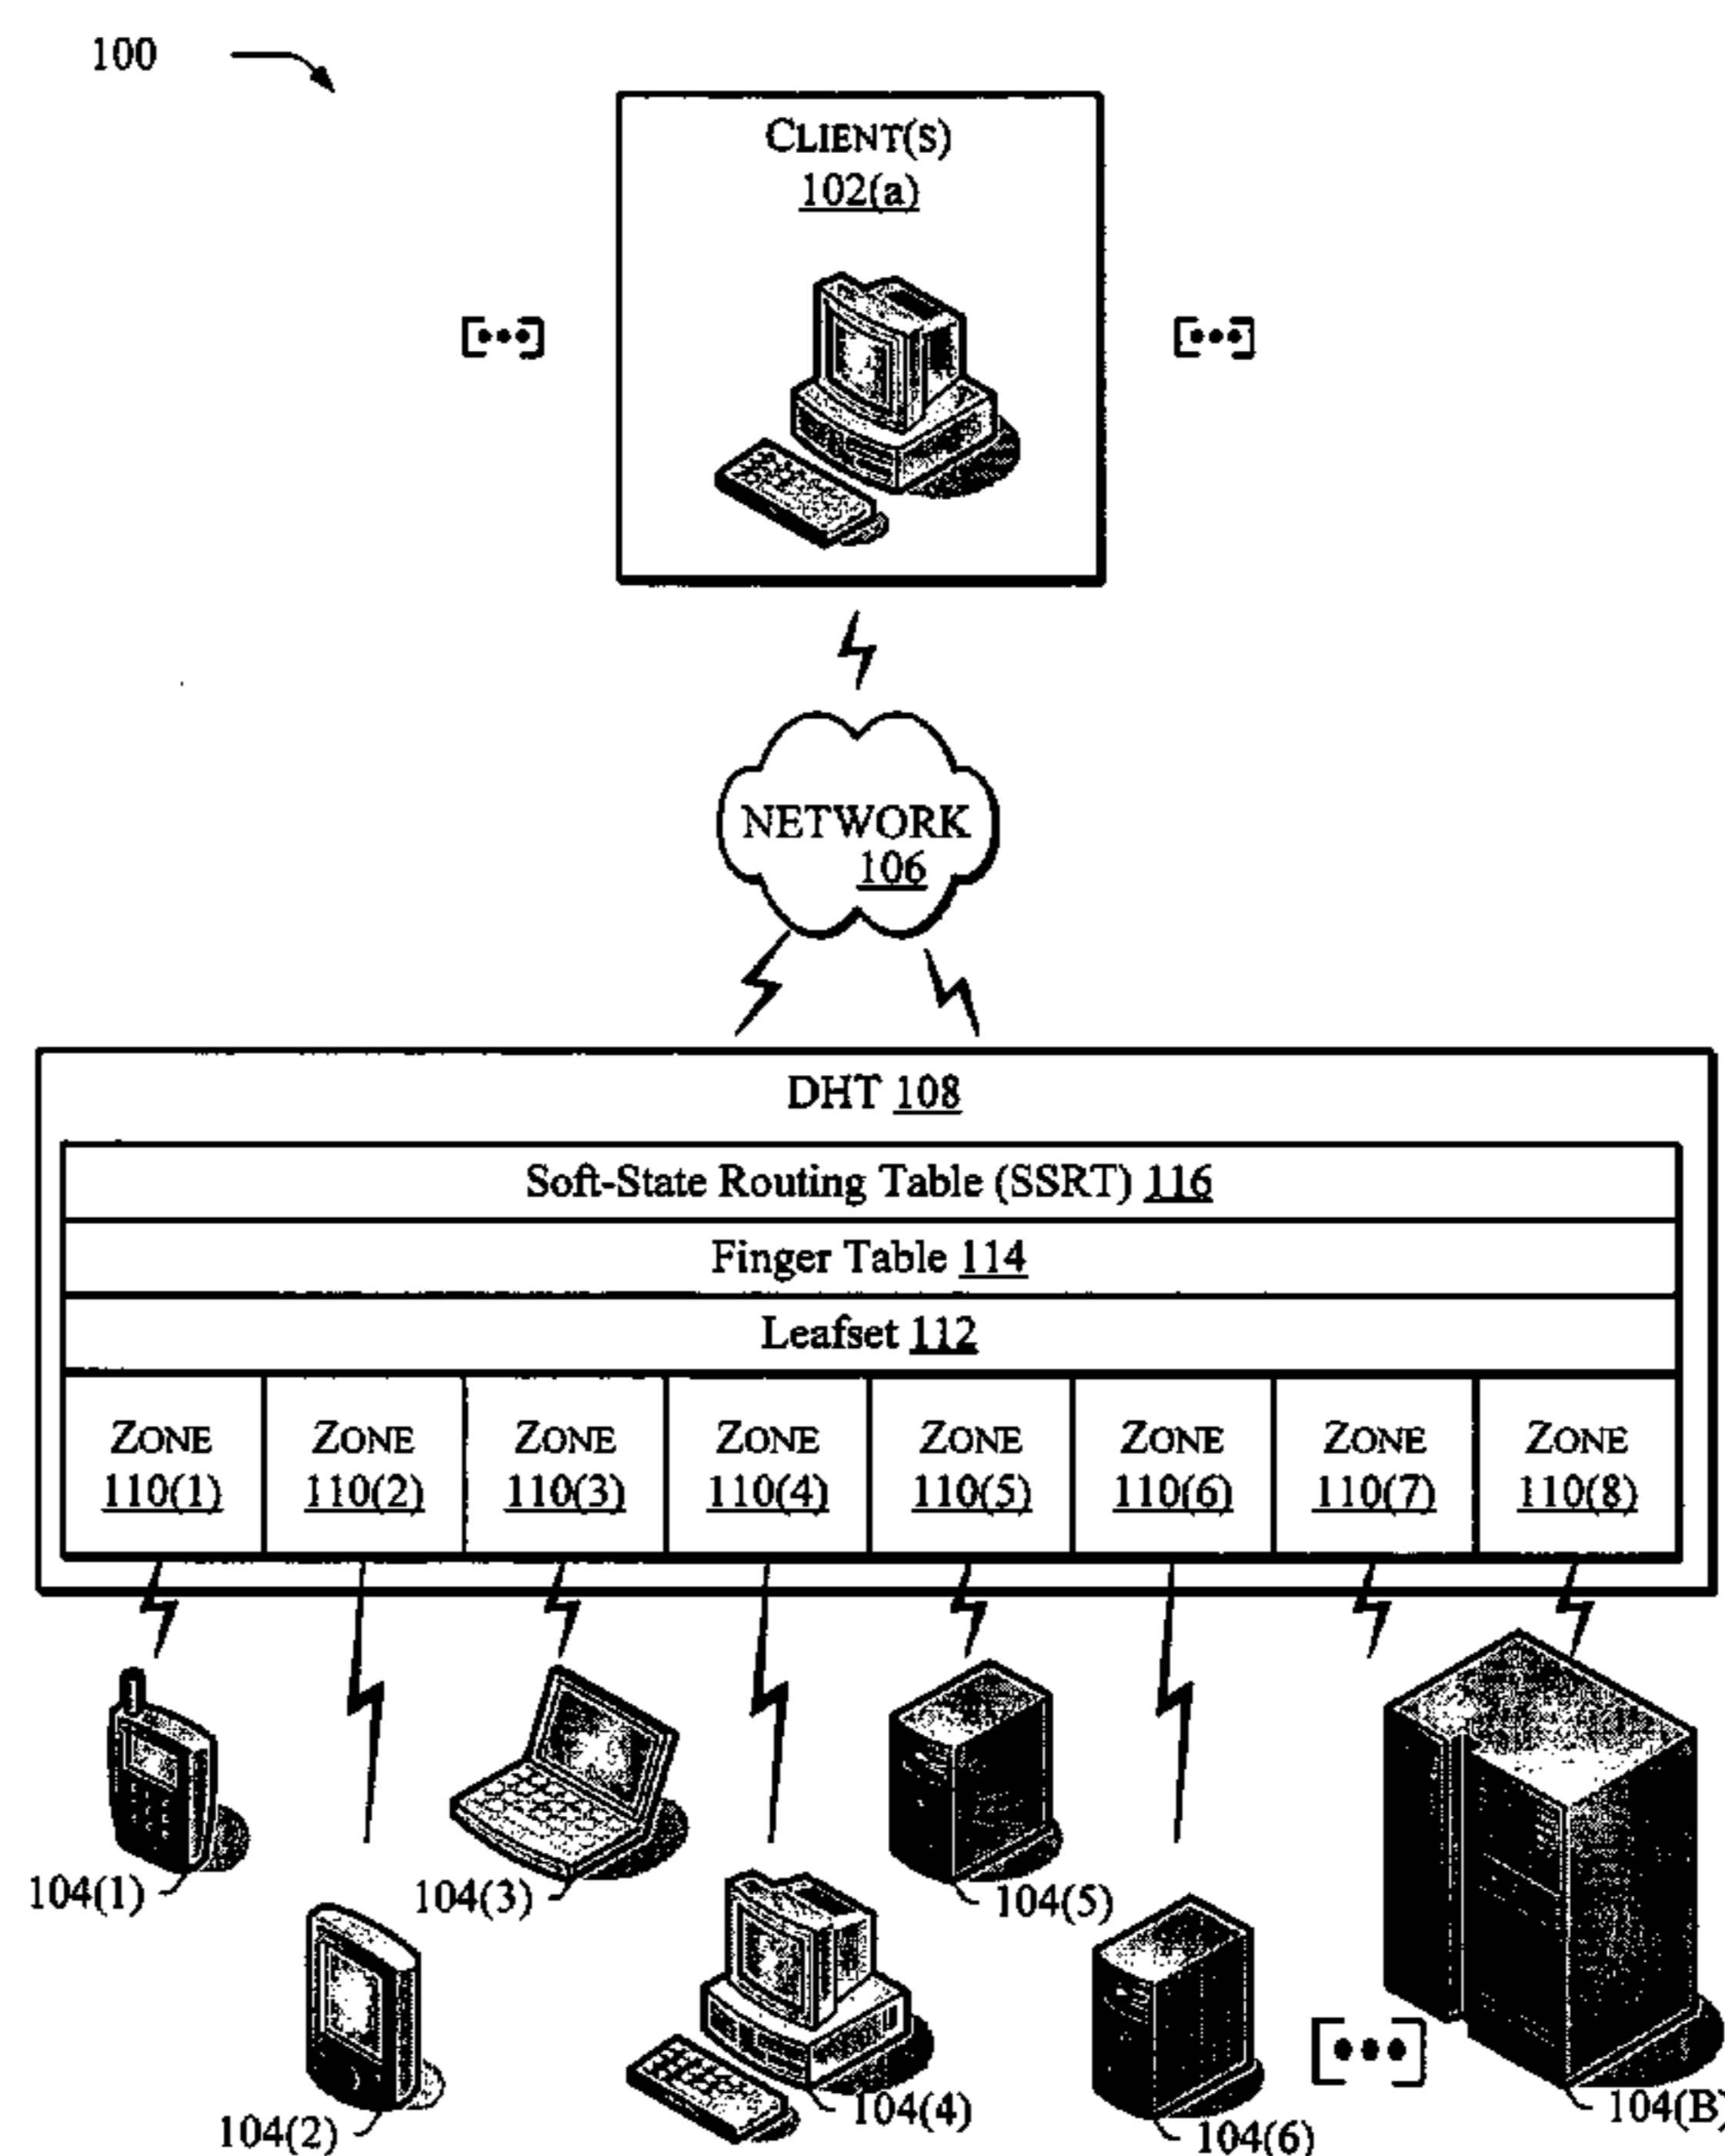 100
CLIENT(S)
102(a)
[•••]
[•••]
NETWORK
106
DHT 108
Soft-State Routing Table (SSRT) 116
Finger Table 114
Leafset 112
ZONE 110(1)
ZONE 110(2)
ZONE 110(3)
ZONE 110(4)
ZONE 110(5)
ZONE 110(6)
ZONE 110(7)
ZONE 110(8)
104(1)
104(3)
104(5)
104(2)
104(4)
104(6)
[•••]
104(B)